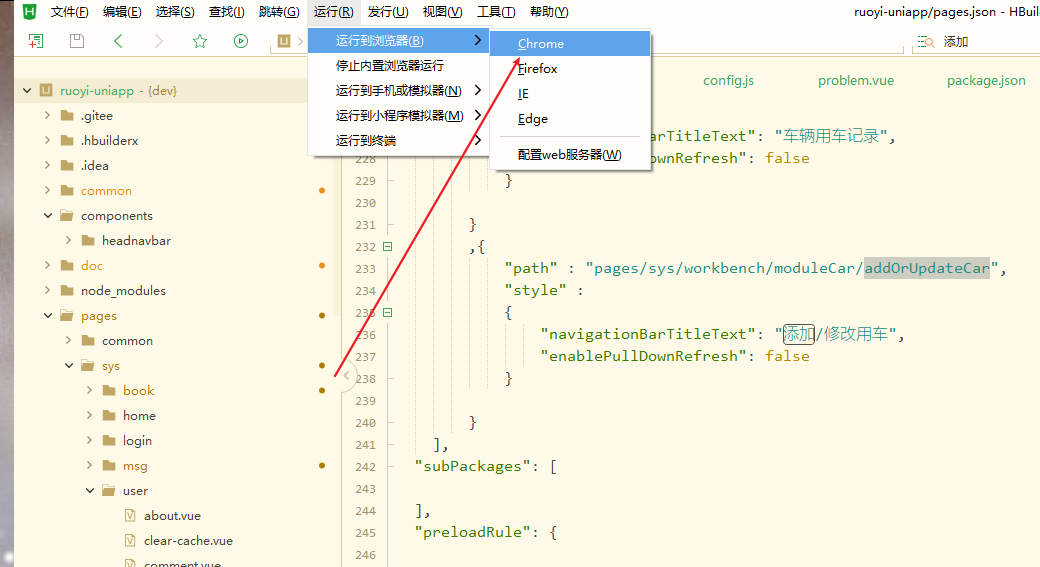 文件(F) 编辑(E) 选择(S) 查找(I) 跳转(G) 运行(R) 发行(U) 视图(V) 工具(T) 帮助(Y) ruoyi-uniapp/pages.json - HBuil
添加
运行到浏览器(B)
停止内置浏览器运行
运行到手机或模拟器(N)
运行到小程序模拟器(M)
运行到终端
Chrome
Firefox
IE
Edge
配置web服务器(W)
config.js problem.vue package.json
ruoyi-uniapp - {dev}
.gitee
.hbuilderx
.idea
common
components
headnavbar
doc
node_modules
pages
common
sys
book
home
login
msg
user
about.vue
clear-cache.vue
comment.vue
barTitleText": "车辆用车记录",
228 ownRefresh": false
229 }
230
231 }
232 ,{
233 "path" : "pages/sys/workbench/moduleCar/addOrUpdateCar",
234 "style" :
235 {
236 "navigationBarTitleText": "添加/修改用车",
237 "enablePullDownRefresh": false
238 }
239
240 }
241 ],
242 "subPackages": [
243
244 ],
245 "preloadRule": {
246